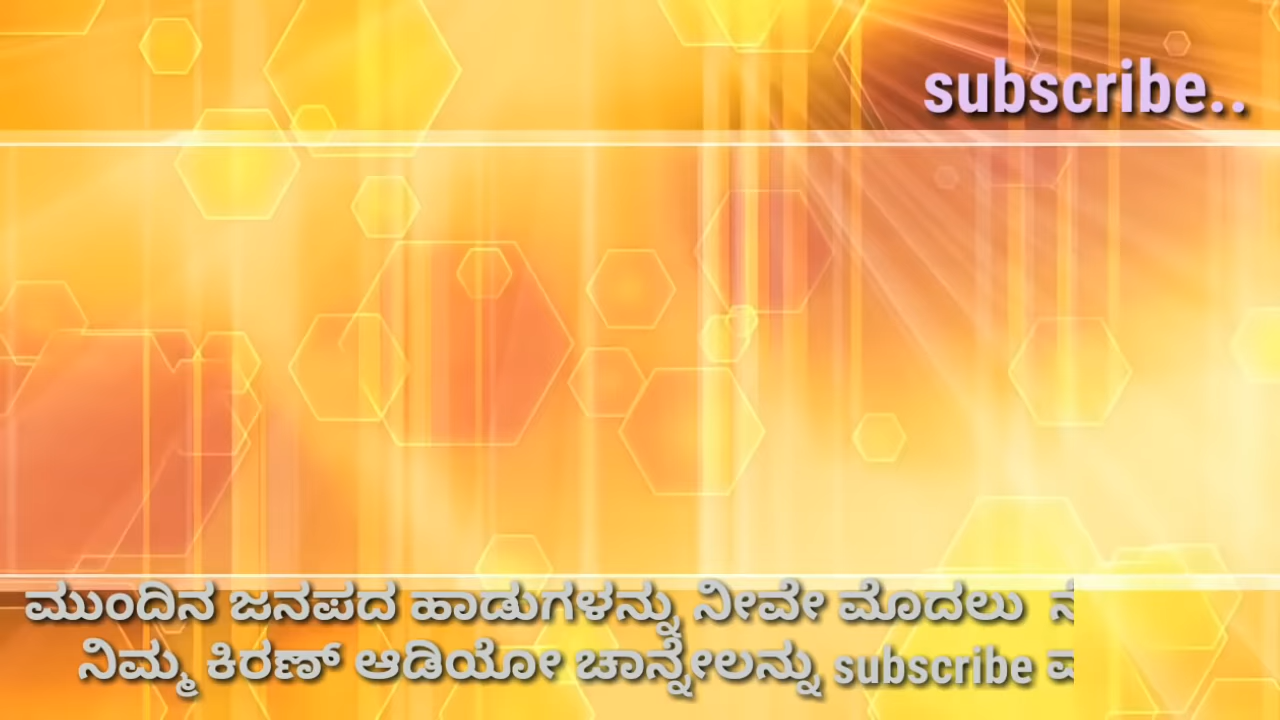 subscribe..
ಮುಂದಿನ ಜನಪದ ಹಾಡುಗಳನ್ನು ನೀವೇ ಮೊದಲು
ನಿಮ್ಮ ಕಿರಣ್ ಆಡಿಯೋ ಚಾನ್ನೇಲನ್ನು subscribe